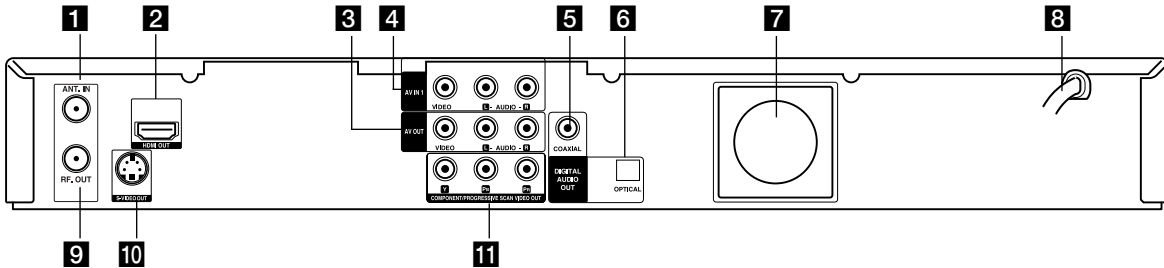 1
2
3
4
5
6
7
8
ANT. IN
RF. OUT
HDMI OUT
S-VIDEO OUT
AV IN 1
VIDEO
L - AUDIO - R
AV OUT
VIDEO
L - AUDIO - R
Y
PB
PR
COMPONENT/PROGRESSIVE SCAN VIDEO OUT
COAXIAL
DIGITAL
AUDIO
OUT
OPTICAL
9
10
11